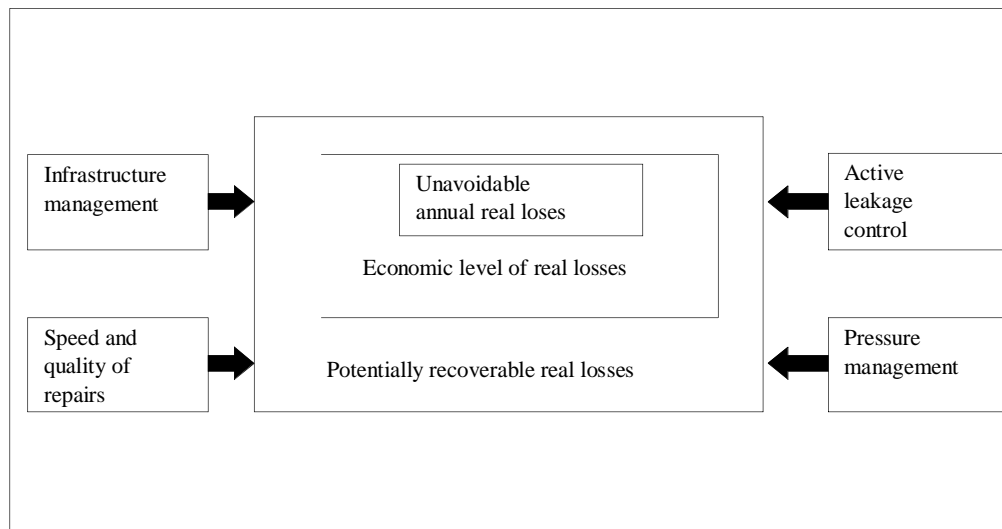 Infrastructure
management
Unavoidable
annual real loses
Active
leakage
control
Economic level of real losses
Speed and
quality of
repairs
Potentially recoverable real losses
Pressure
management